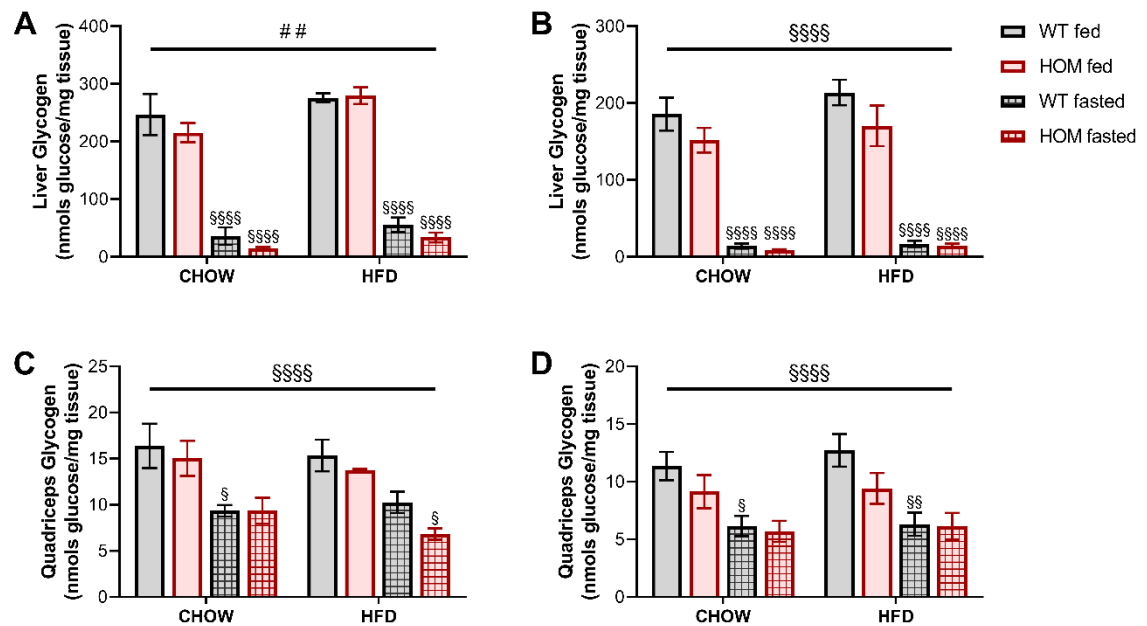 A
Liver Glycogen
(nmols glucose/mg tissue)
400
300
200
100
0
# #
§§§§
§§§§
§§§§
§§§§
CHOW
HFD
B
Liver Glycogen
(nmols glucose/mg tissue)
300
200
100
0
§§§§
§§§§
§§§§
§§§§
§§§§
CHOW
HFD
WT fed
HOM fed
WT fasted
HOM fasted
C
Quadriceps Glycogen
(nmols glucose/mg tissue)
25
20
15
10
5
0
§§§§
§
§
CHOW
HFD
D
Quadriceps Glycogen
(nmols glucose/mg tissue)
20
15
10
5
0
§§§§
§
§§
CHOW
HFD